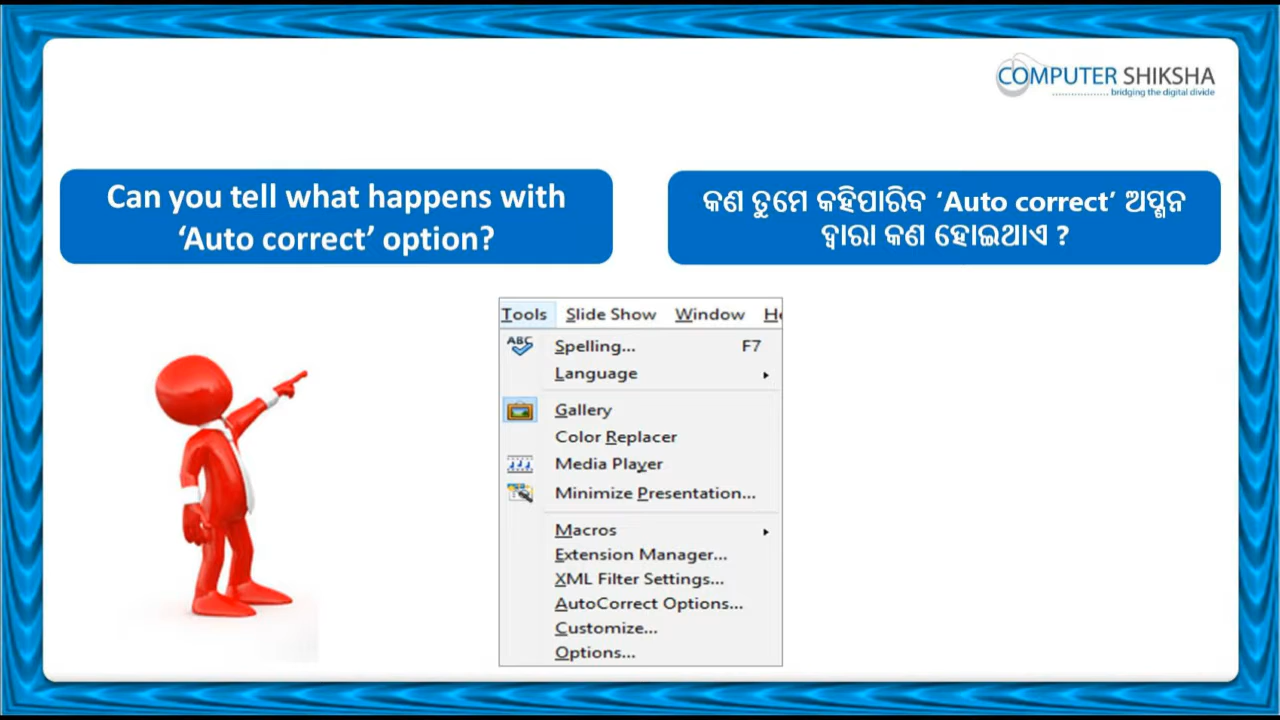 COMPUTER SHIKSHA
bridging the digital divide
Can you tell what happens with
‘Auto correct’ option?
କଣ ତୁମେ କହିପାରିବ ‘Auto correct’ ଅପ୍ସନ
ଦ୍ୱାରା କଣ ହୋଇଥାଏ ?
Tools Slide Show Window He
ABC Spelling... F7
Language
Gallery
Color Replacer
Media Player
Minimize Presentation...
Macros
Extension Manager...
XML Filter Settings...
AutoCorrect Options...
Customize...
Options...